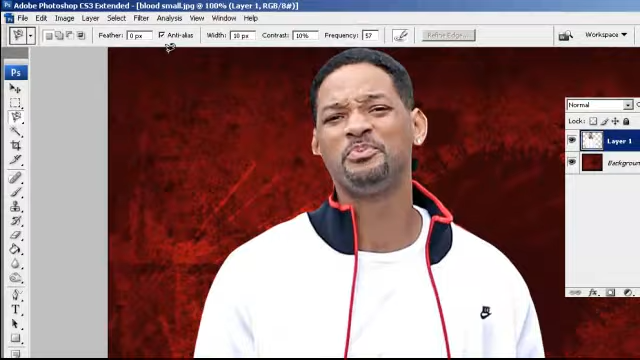 Adobe Photoshop CS3 Extended - [blood small.jpg @ 100% (Layer 1, RGB/8#)]
File Edit Image Layer Select Filter Analysis View Window Help
Feather: 0 px Anti-alias Width: 10 px Contrast: 10% Frequency: 57 Refine Edge... Workspace
Ps
Normal
Lock:
Layer 1
Background
T
fx